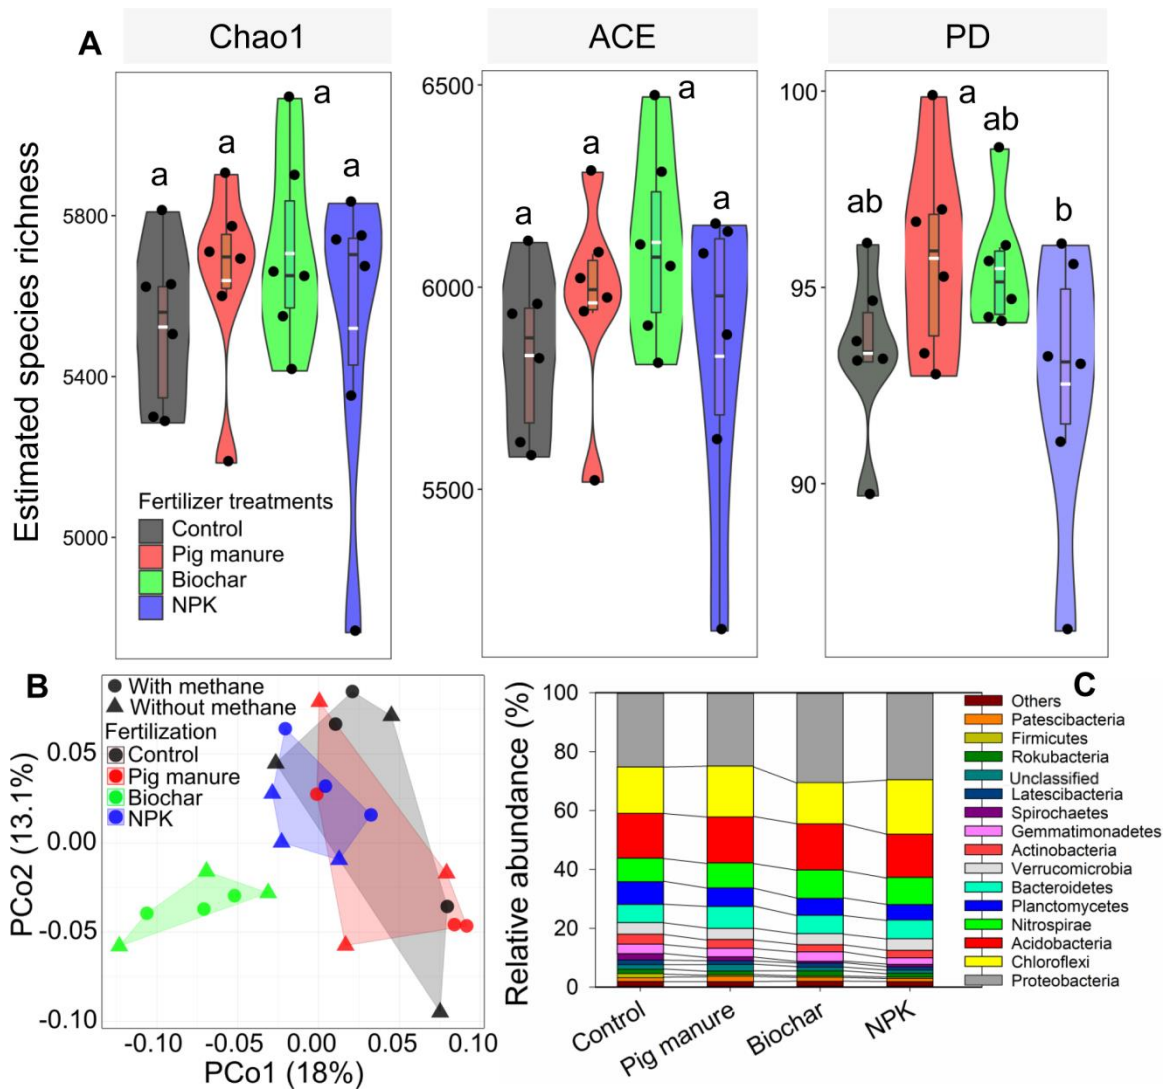 A
Chao1
ACE
PD
Estimated species richness
5800
5400
5000
a
a
a
a
Fertilizer treatments
Control
Pig manure
Biochar
NPK
6500
6000
5500
a
a
a
a
100
95
90
ab
a
ab
b
B
With methane
Without methane
Fertilization
Control
Pig manure
Biochar
NPK
PCo2 (13.1%)
0.05
0.00
-0.05
-0.10
-0.10
-0.05
0.00
0.05
0.10
PCo1 (18%)
C
Relative abundance (%)
100
80
60
40
20
0
Control
Pig manure
Biochar
NPK
Others
Patescibacteria
Firmicutes
Rokubacteria
Unclassified
Latescibacteria
Spirochaetes
Gemmatimonadetes
Actinobacteria
Verrucomicrobia
Bacteroidetes
Planctomycetes
Nitrospirae
Acidobacteria
Chloroflexi
Proteobacteria